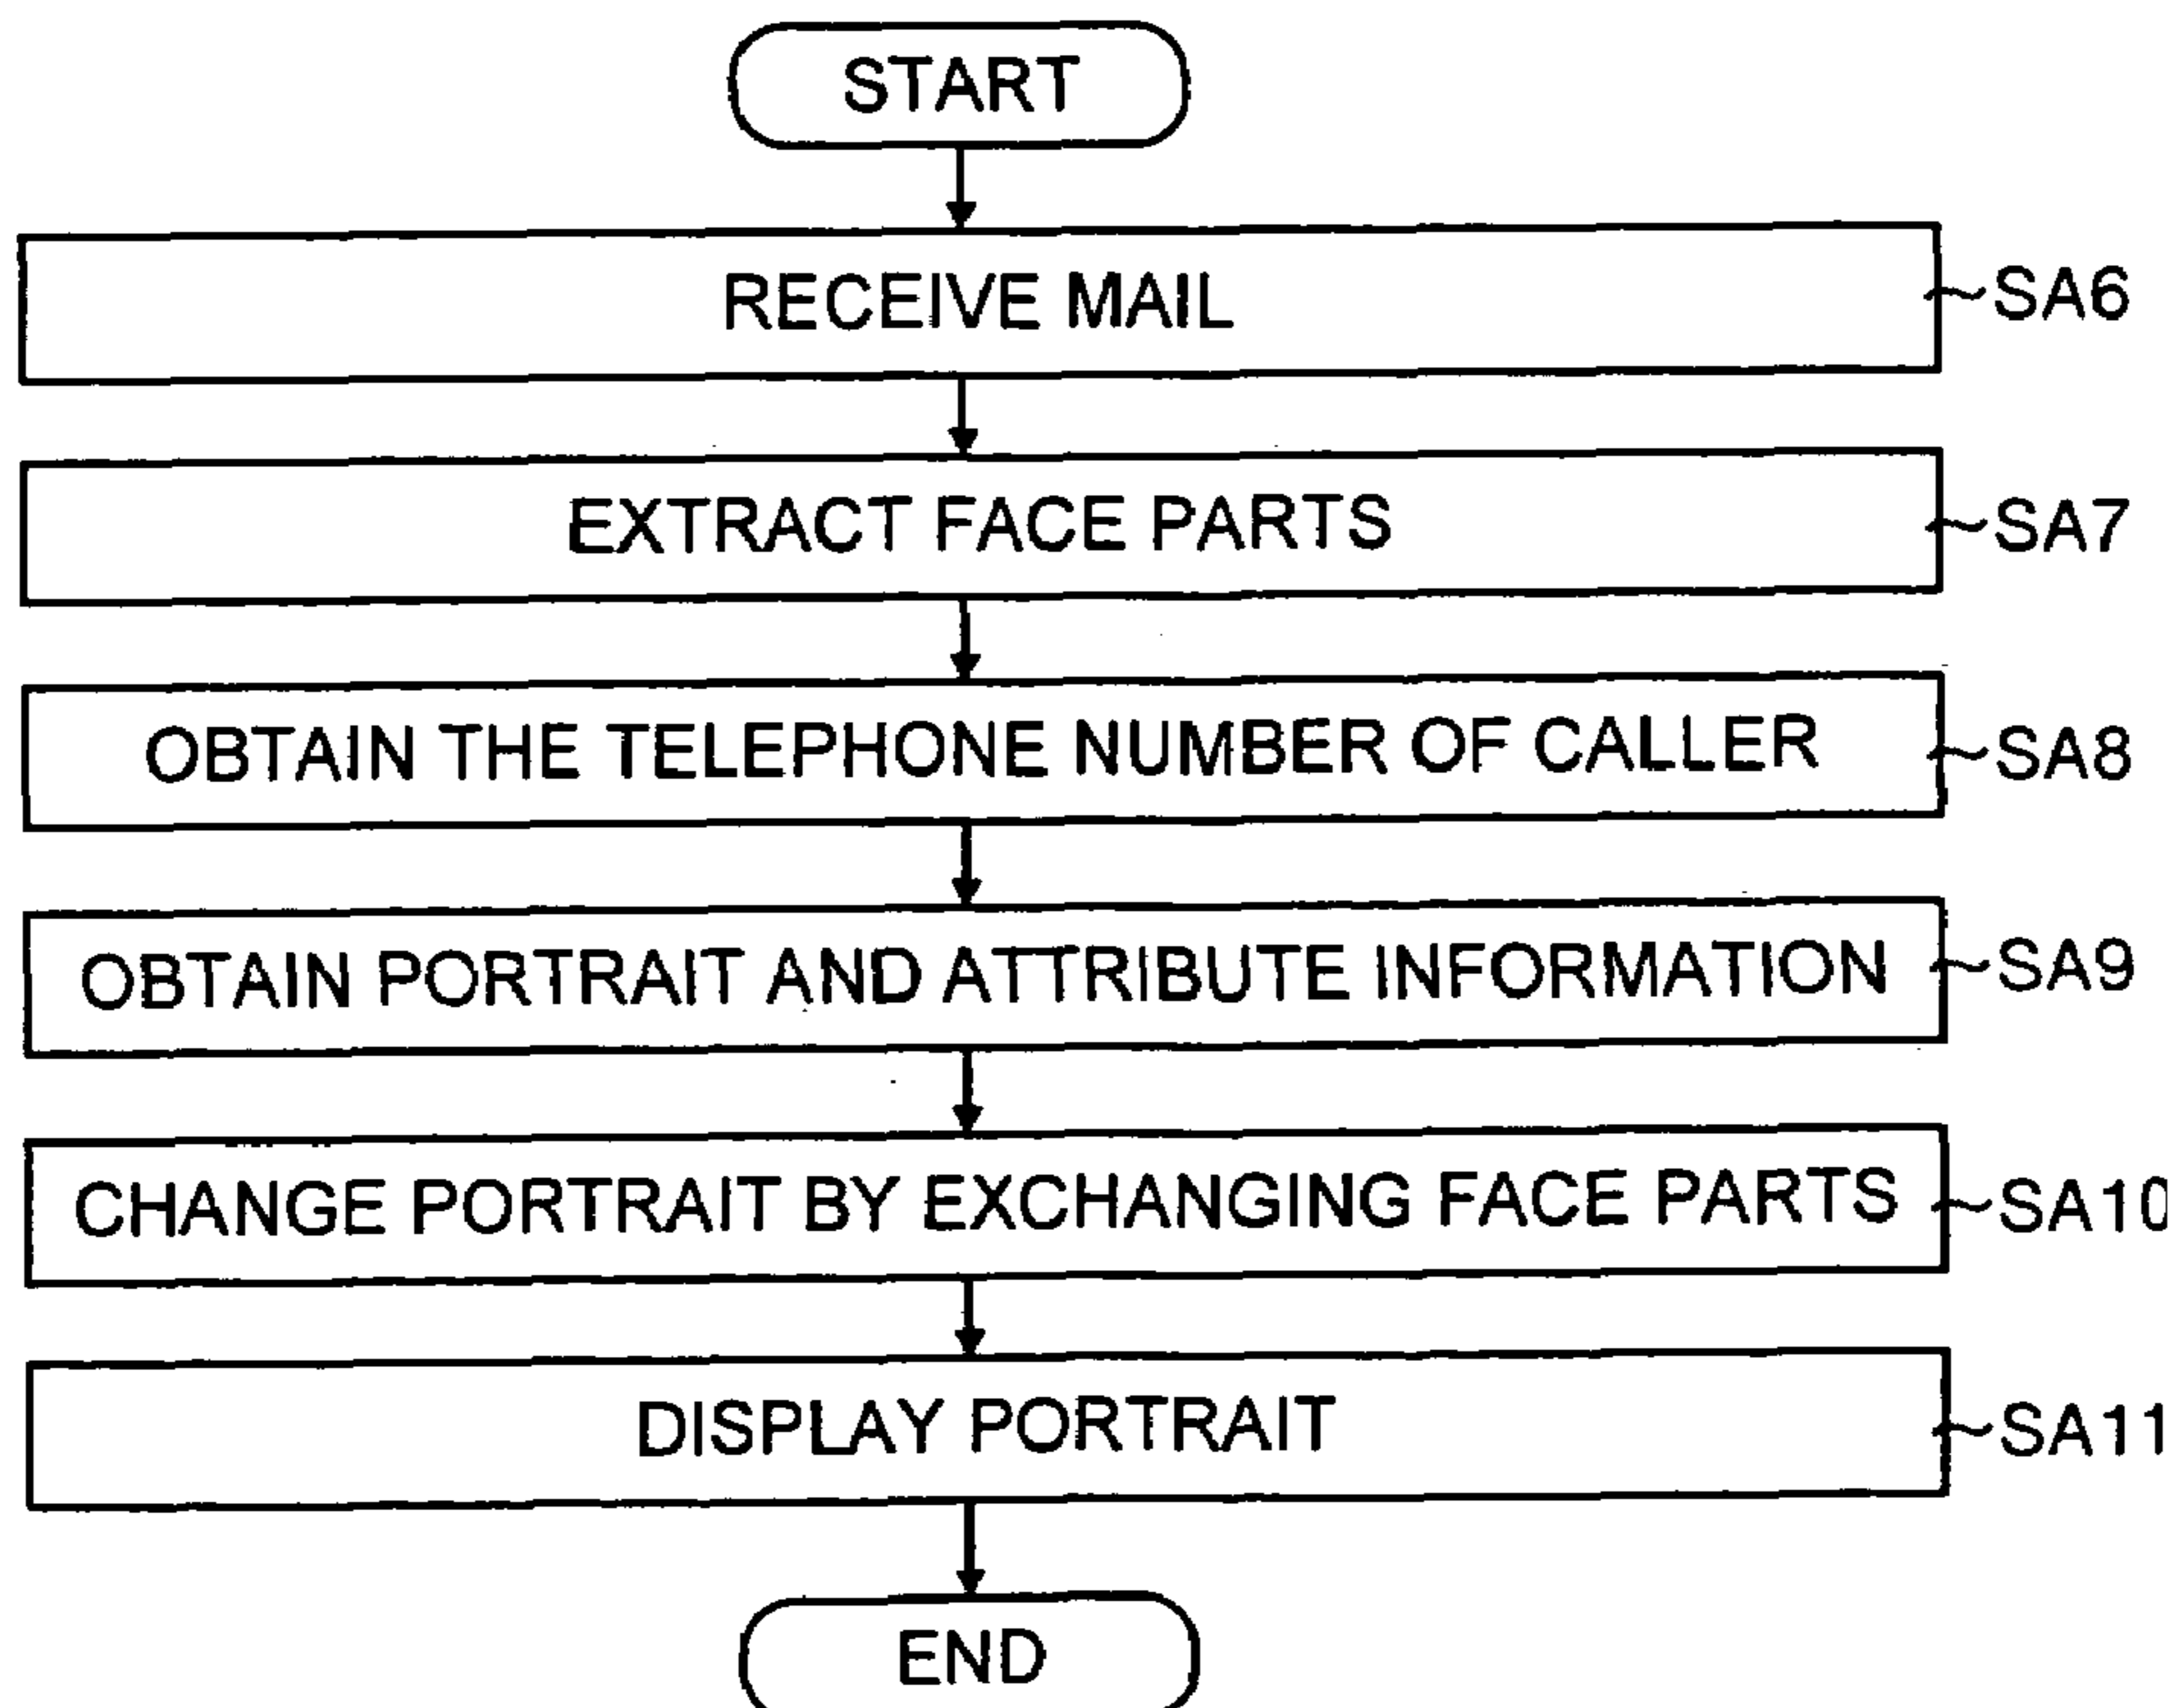 START
RECEIVE MAIL SA6
EXTRACT FACE PARTS SA7
OBTAIN THE TELEPHONE NUMBER OF CALLER SA8
OBTAIN PORTRAIT AND ATTRIBUTE INFORMATION SA9
CHANGE PORTRAIT BY EXCHANGING FACE PARTS SA10
DISPLAY PORTRAIT SA11
END